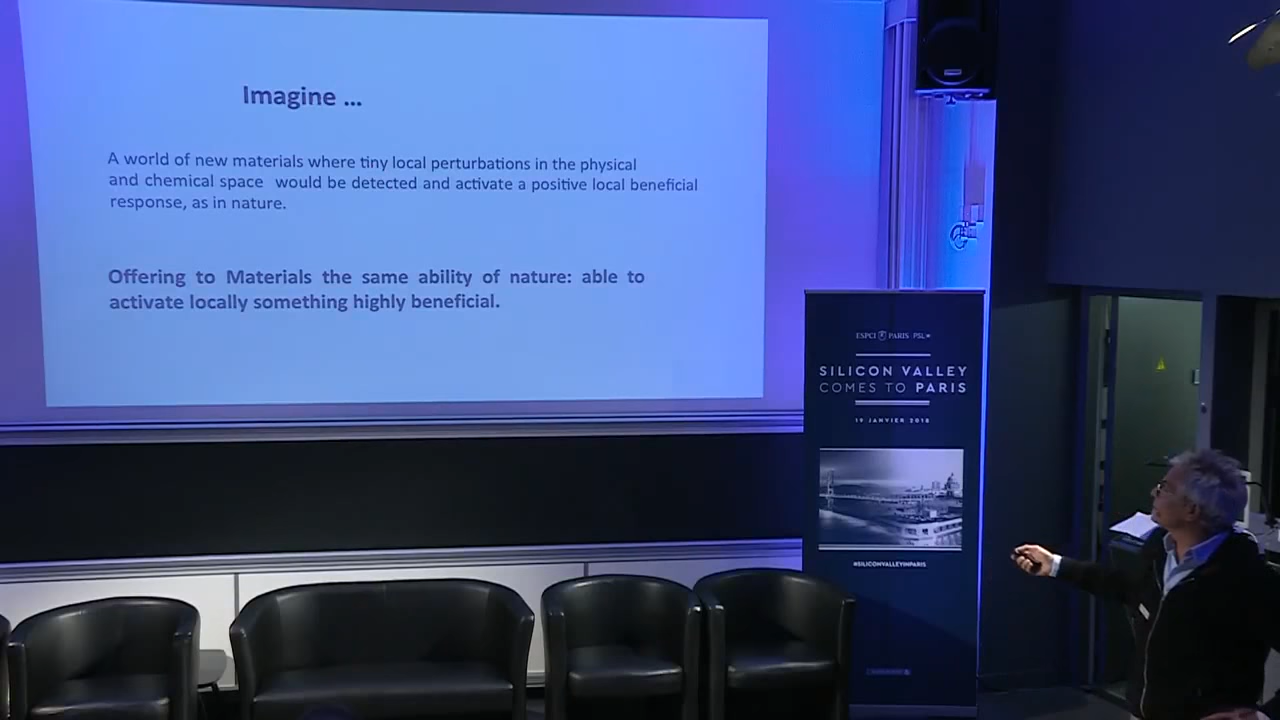 Imagine ...
A world of new materials where tiny local perturbations in the physical
and chemical space would be detected and activate a positive local beneficial
response, as in nature.
Offering to Materials the same ability of nature: able to
activate locally something highly beneficial.
ESPCI PARIS PSL
SILICON VALLEY
COMES TO PARIS
19 JANVIER 2018
#SILICONVALLEYINPARIS